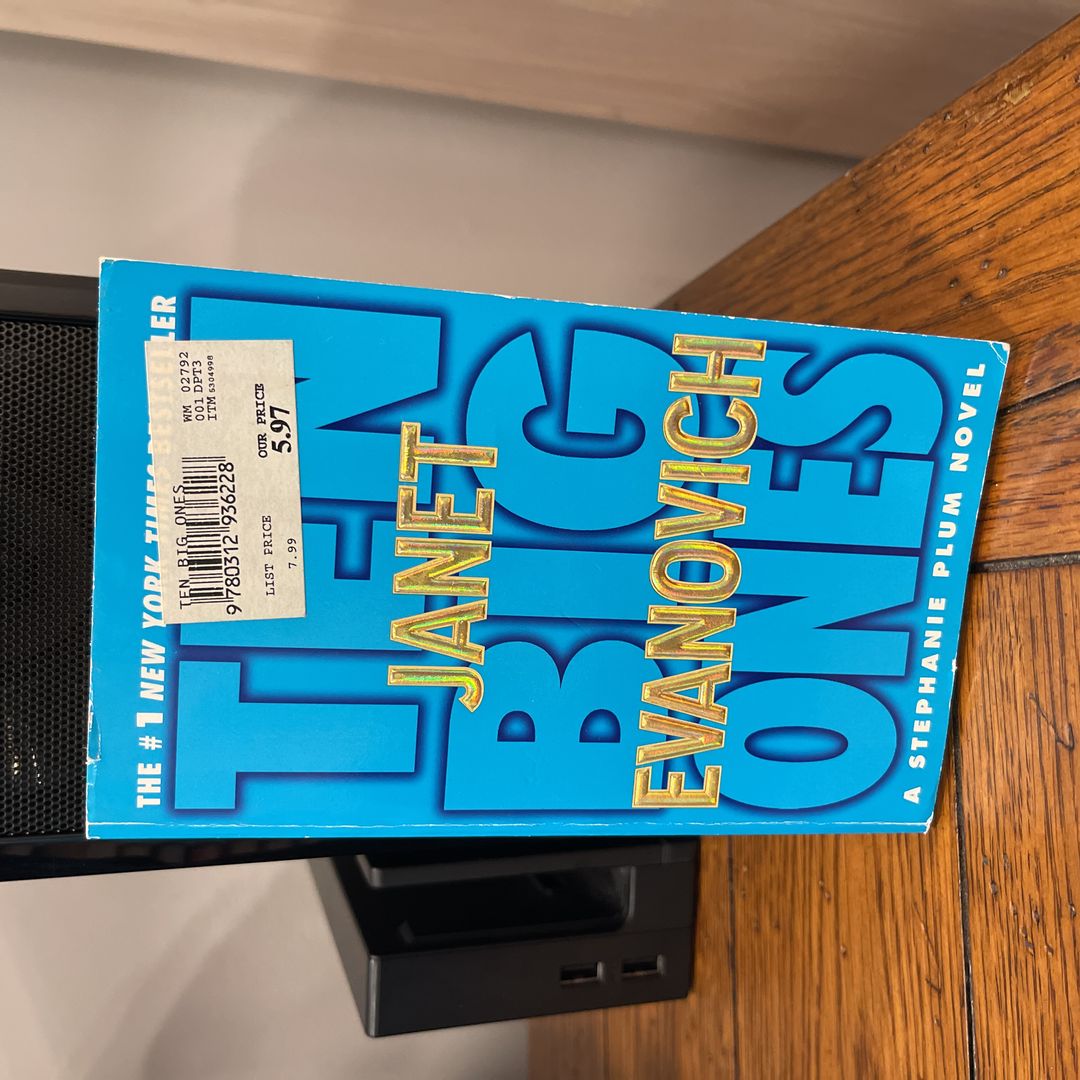 THE #1 NEW YORK TIMES BESTSELLER
TEN BIG ONES
9 780312 936228
LIST PRICE
7.99
OUR PRICE
5.97
WM 02792
001 DPT3
ITM 5304998
TEN
JANET
BIG
EVANOVICH
ONES
A STEPHANIE PLUM NOVEL